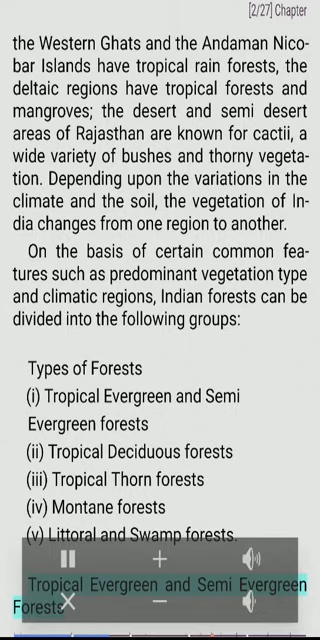 [2/27] Chapter
the Western Ghats and the Andaman Nico-
bar Islands have tropical rain forests, the
deltaic regions have tropical forests and
mangroves; the desert and semi desert
areas of Rajasthan are known for cactii, a
wide variety of bushes and thorny vegeta-
tion. Depending upon the variations in the
climate and the soil, the vegetation of In-
dia changes from one region to another.
On the basis of certain common fea-
tures such as predominant vegetation type
and climatic regions, Indian forests can be
divided into the following groups:
Types of Forests
(i) Tropical Evergreen and Semi
Evergreen forests
(ii) Tropical Deciduous forests
(iii) Tropical Thorn forests
(iv) Montane forests
(v) Littoral and Swamp forests.
Tropical Evergreen and Semi Evergreen
Forests